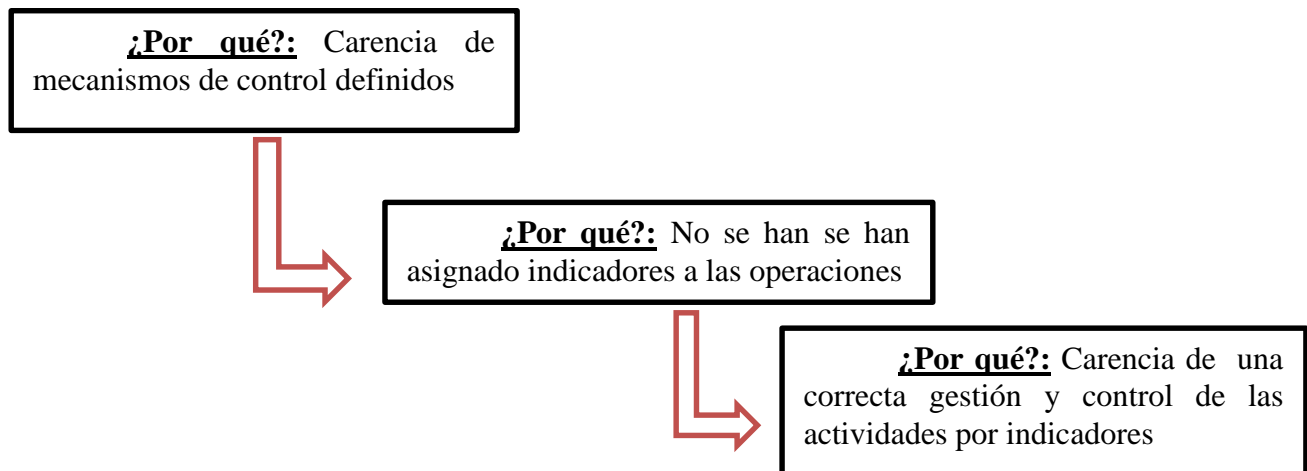 ¿Por qué?: Carencia de
mecanismos de control definidos
¿Por qué?: No se han se han
asignado indicadores a las operaciones
¿Por qué?: Carencia de una
correcta gestión y control de las
actividades por indicadores